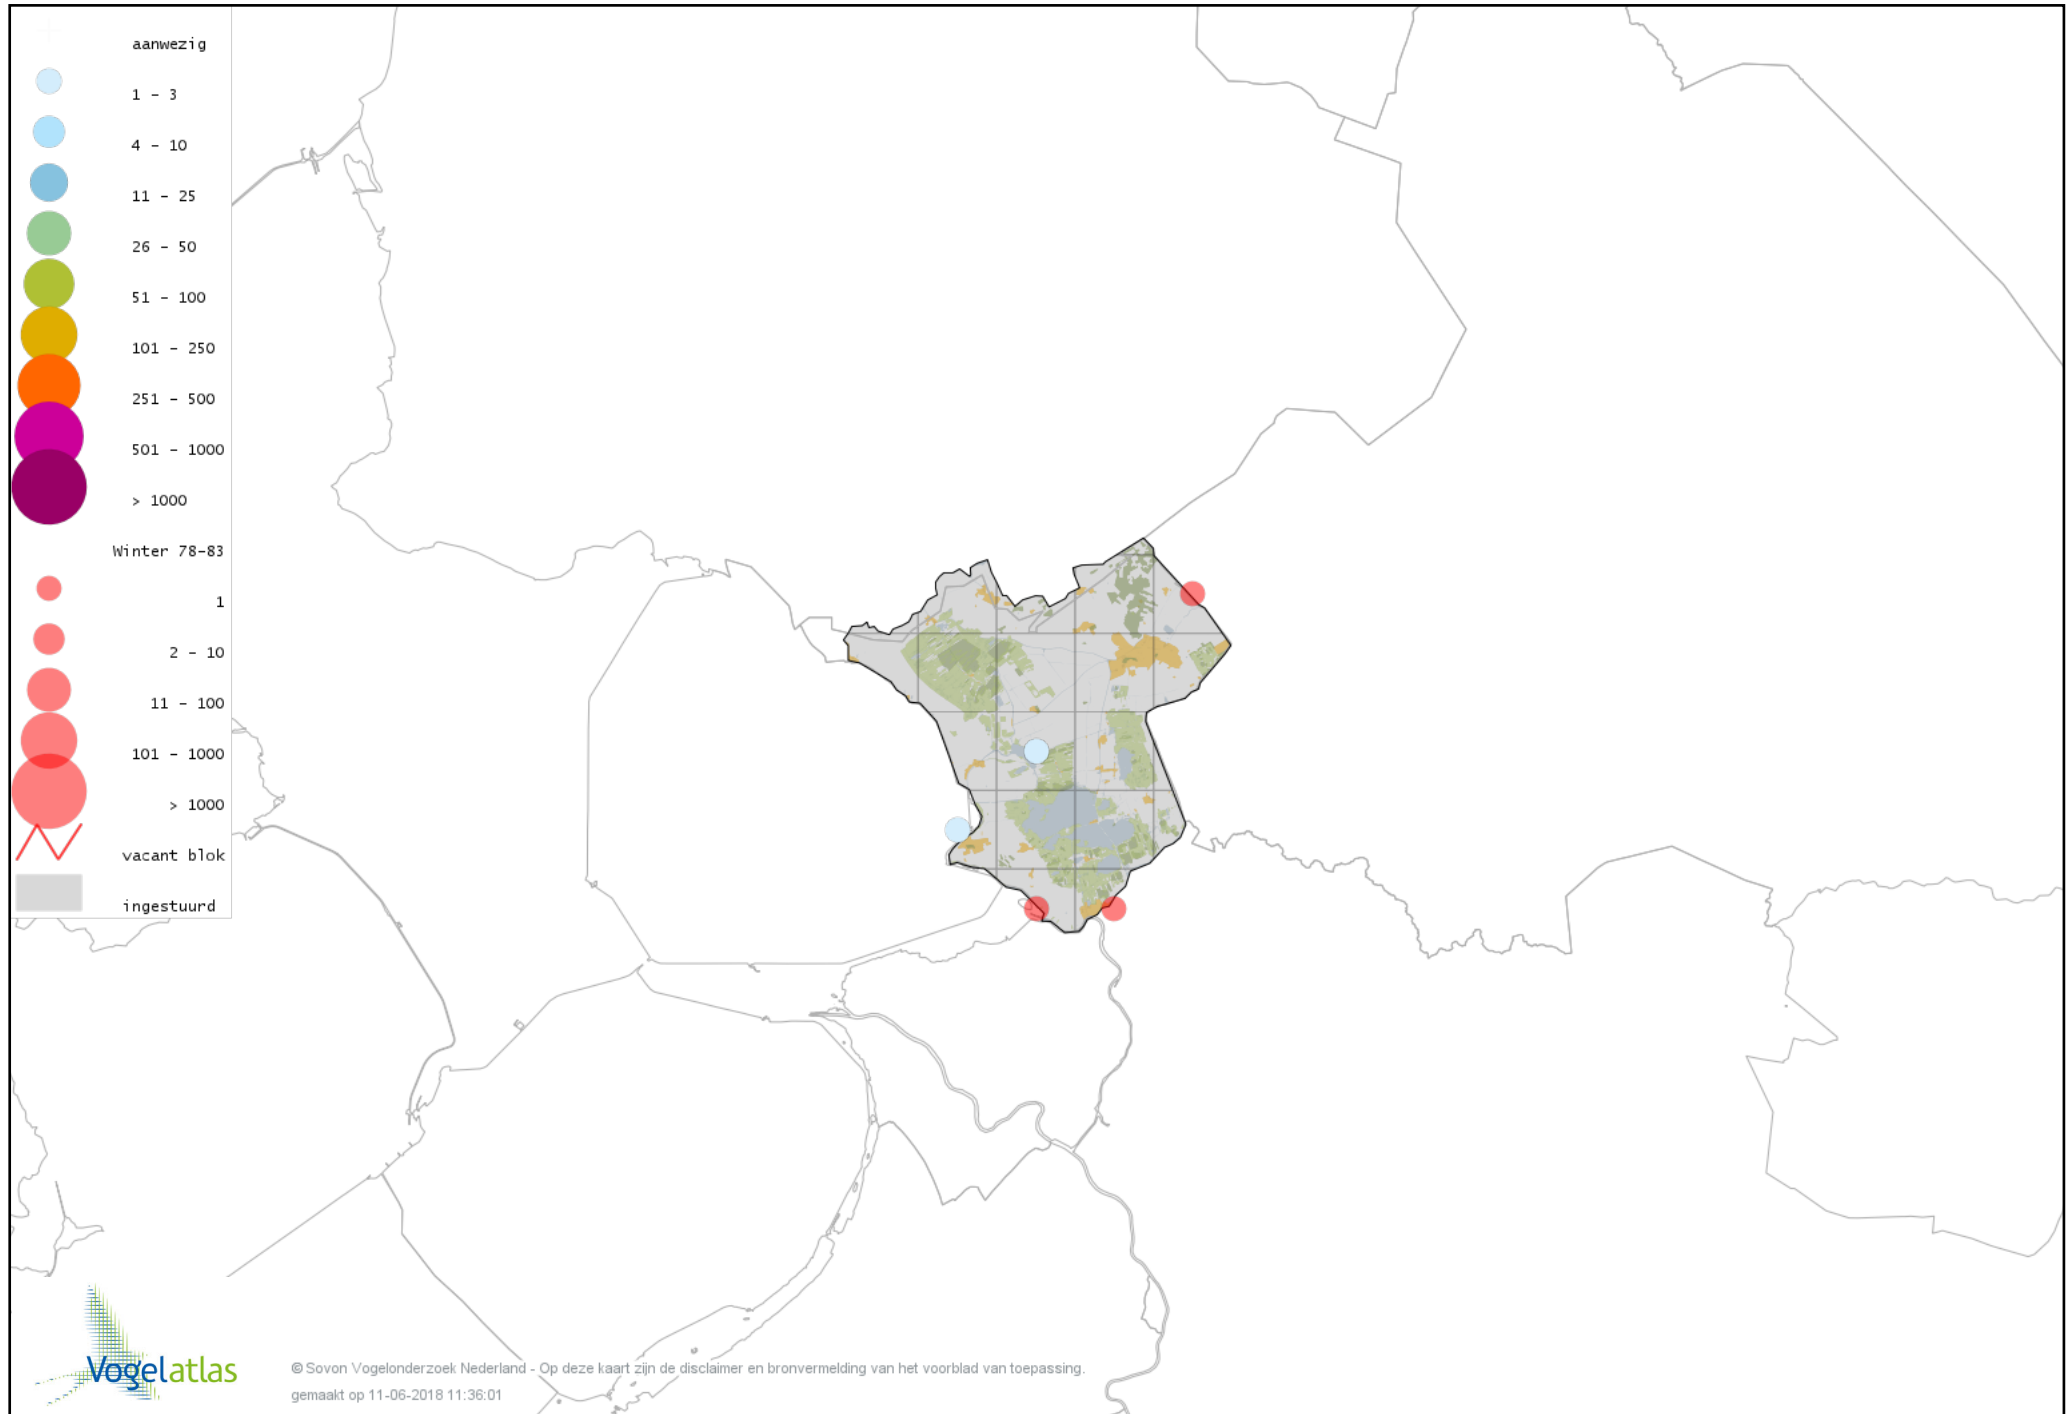 aanwezig
1 - 3
4 - 10
11 - 25
26 - 50
51 - 100
101 - 250
251 - 500
501 - 1000
> 1000
Winter 78-83
1
2 - 10
11 - 100
101 - 1000
> 1000
vacant blok
ingestuurd
Vogelatlas
© Sovon Vogelonderzoek Nederland - Op deze kaart zijn de disclaimer en bronvermelding van het voorblad van toepassing.
gemaakt op 11-06-2018 11:36:01